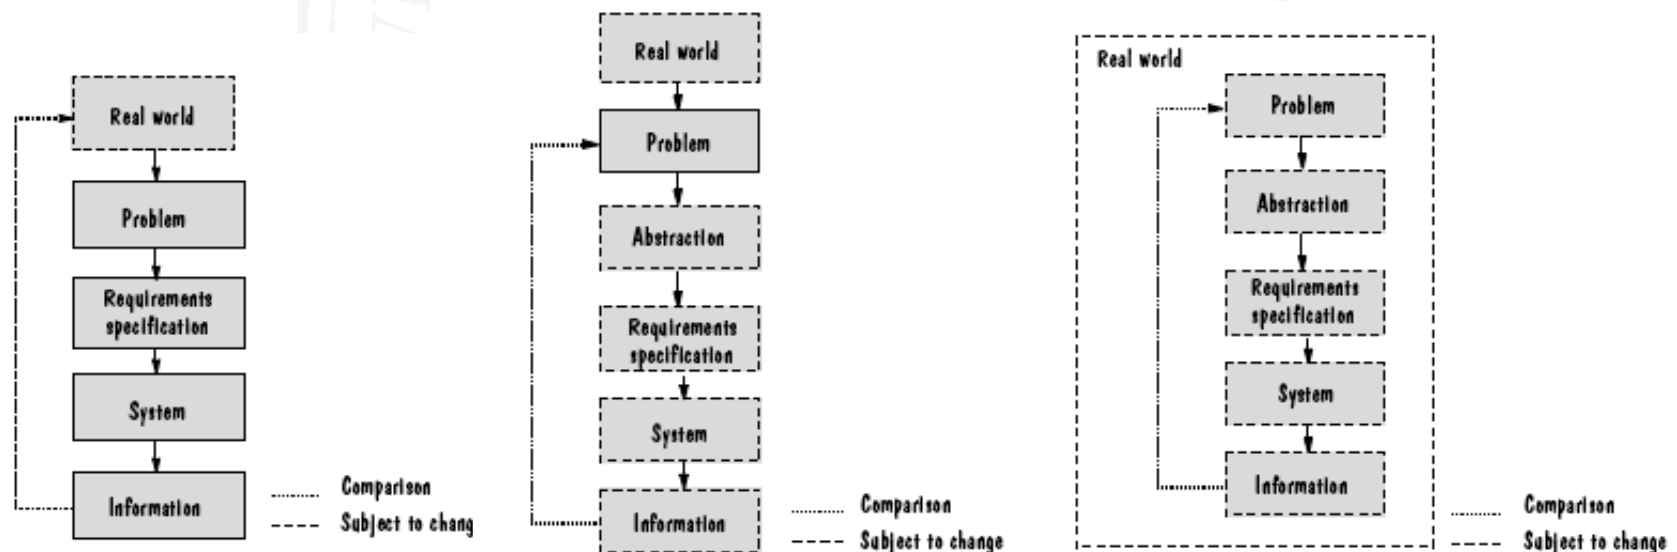 Real world
Problem
Requirements
specification
System
Information
Comparison
Subject to chang
Real world
Problem
Abstraction
Requirements
specification
System
Information
Comparison
Subject to change
Real world
Problem
Abstraction
Requirements
specification
System
Information
Comparison
Subject to change